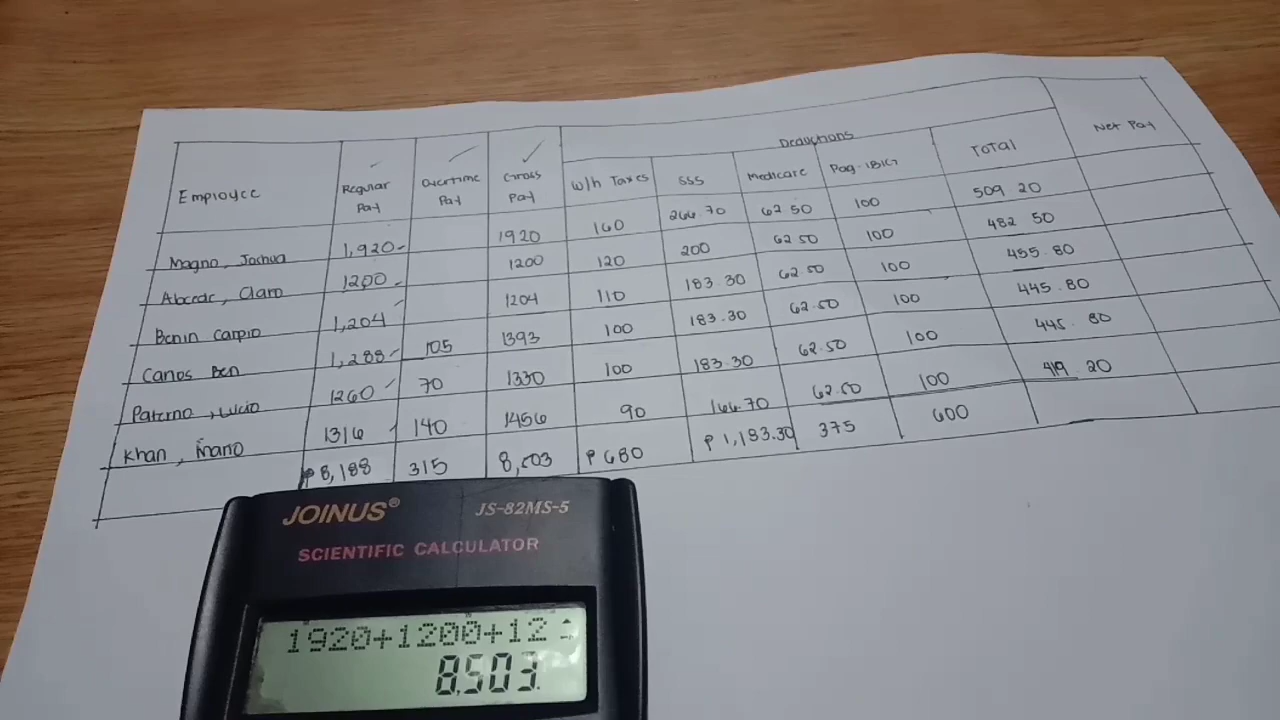 Deductions
Employee Regular Pay Overtime Pay Gross Pay w/h Taxes SSS Medicare Pag-IBIG TOTAL Net Pay
Magno, Joshua 1,920 1920 160 266.70 62.50 100 509.20
Claro 1200 1200 120 200 62.50 100 482.50
Benin Carpio 1,204 1204 110 183.30 62.50 100 455.80
Canos Ben 1,288 105 1393 100 183.30 62.50 100 445.80
Paterno, Lucio 1260 70 1330 100 183.30 62.50 100 445.80
Khan, 1316 140 1456 90 166.70 62.50 100 419.20
₱8,188 315 8,503 ₱680 ₱1,183.30 375 600
JOINUS® JS-82MS-5
SCIENTIFIC CALCULATOR
1920+1200+12
8,503.